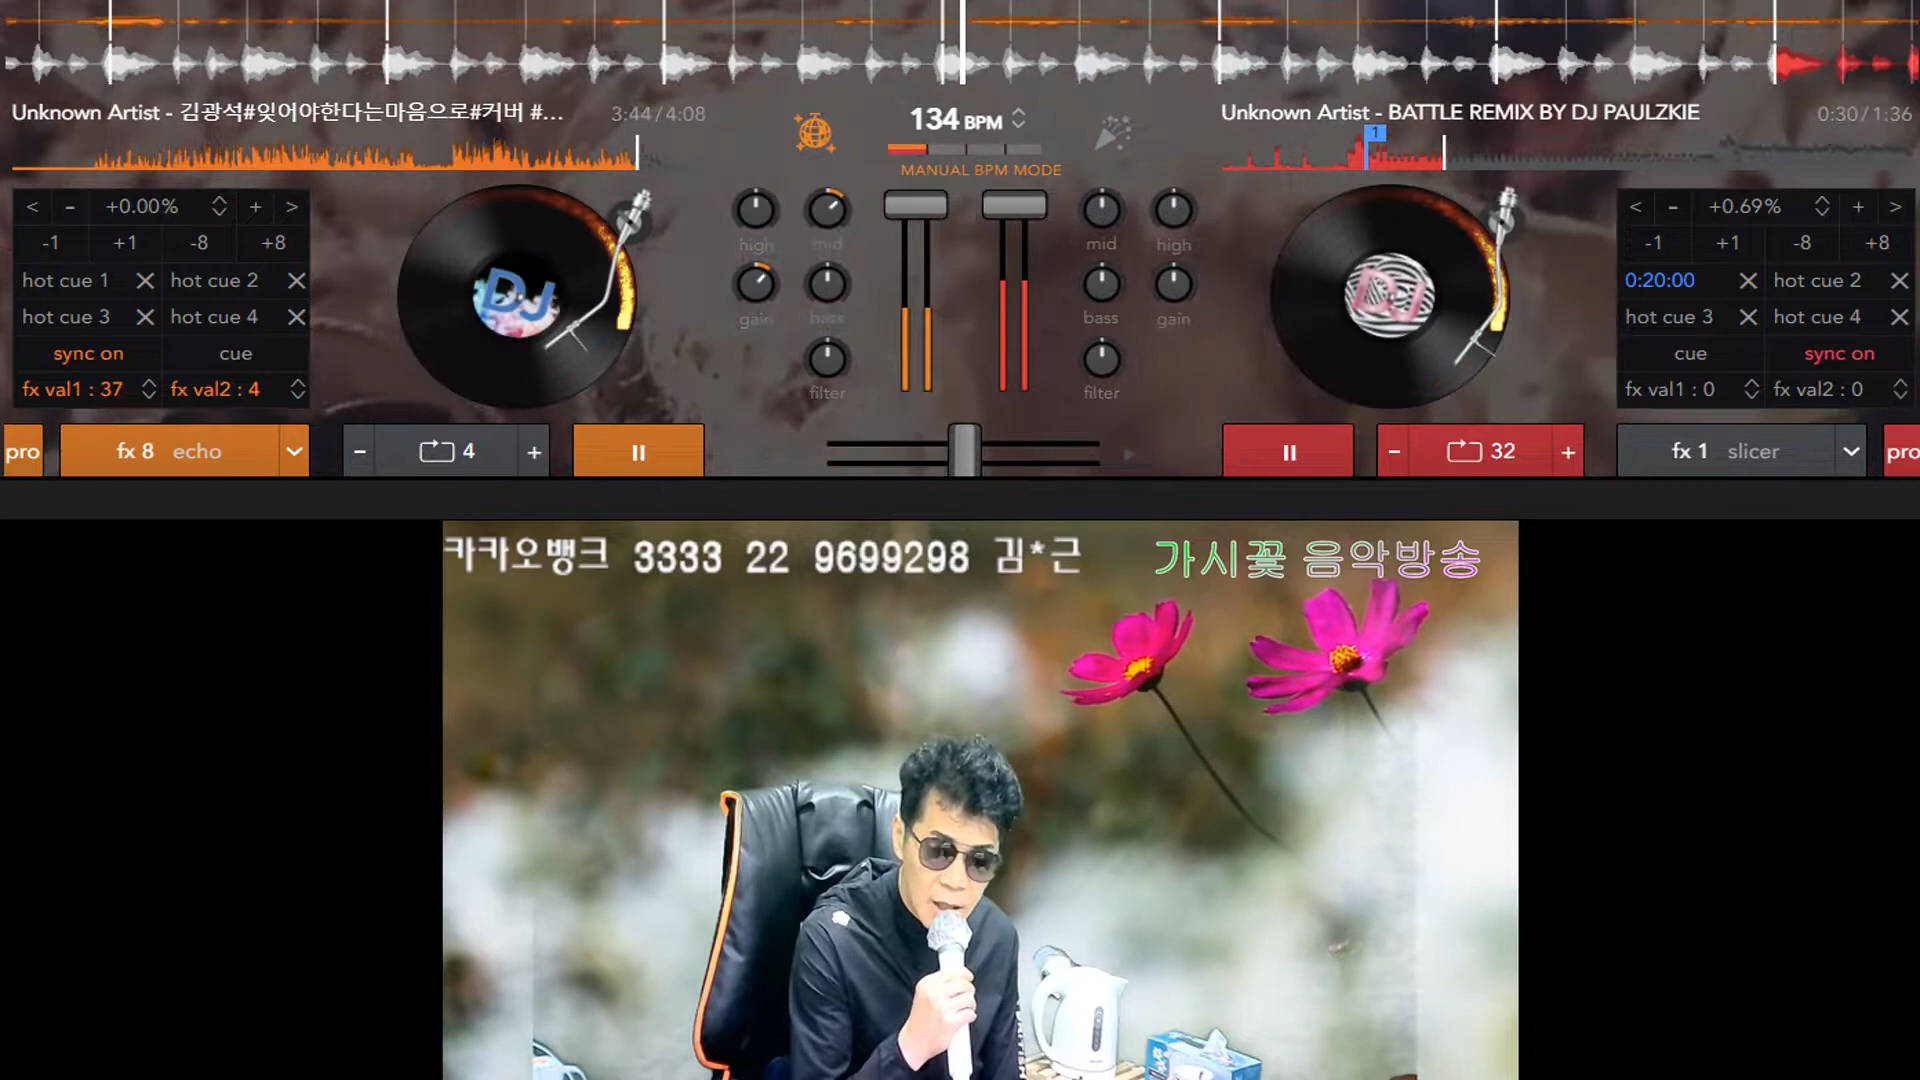 Unknown Artist - 김광석#잊어야한다는마음으로#커버 #...
3:44/4:08
134 BPM
MANUAL BPM MODE
Unknown Artist - BATTLE REMIX BY DJ PAULZKIE
0:30/1:36
1
< - +0.00% + >
-1 +1 -8 +8
hot cue 1 hot cue 2
hot cue 3 hot cue 4
sync on cue
fx val1 : 37 fx val2 : 4
DJ
high mid
gain bass
filter
mid high
bass gain
filter
DJ
< - +0.69% + >
-1 +1 -8 +8
0:20:00 hot cue 2
hot cue 3 hot cue 4
cue sync on
fx val1 : 0 fx val2 : 0
pro fx 8 echo - 4 +
- 32 + fx 1 slicer pro
카카오뱅크 3333 22 9699298 김*근
가시꽃 음악방송